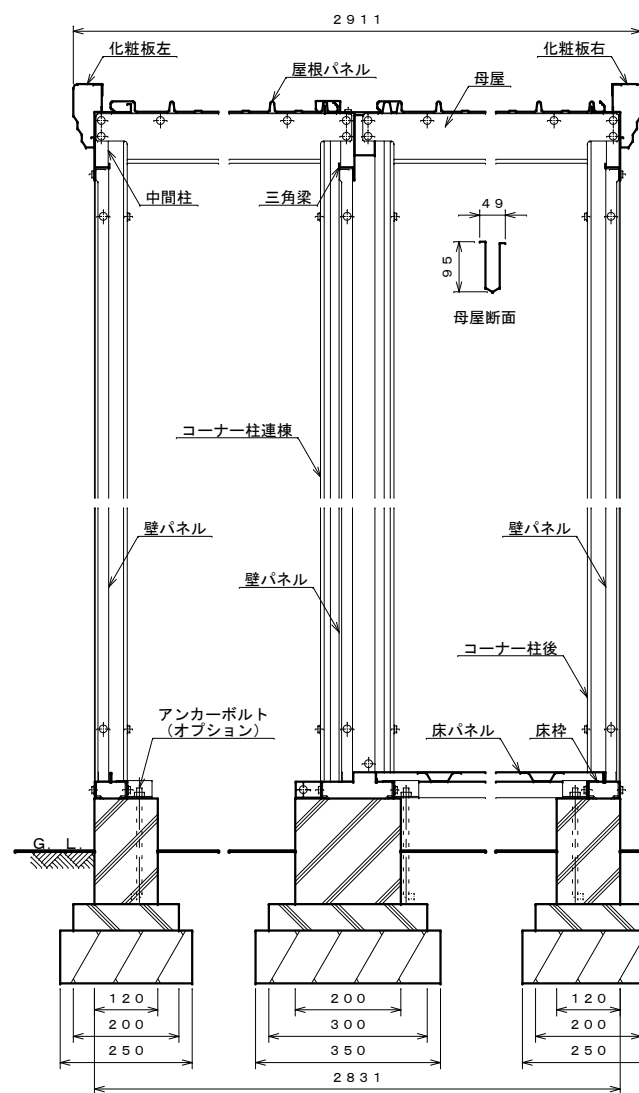 2911
化粧板左
化粧板右
屋根パネル
母屋
中間柱
三角梁
49
95
母屋断面
コーナー柱連棟
壁パネル
壁パネル
壁パネル
コーナー柱後
アンカーボルト
(オプション)
床パネル
床枠
G. L.
120
200
120
200
300
200
250
350
250
2831